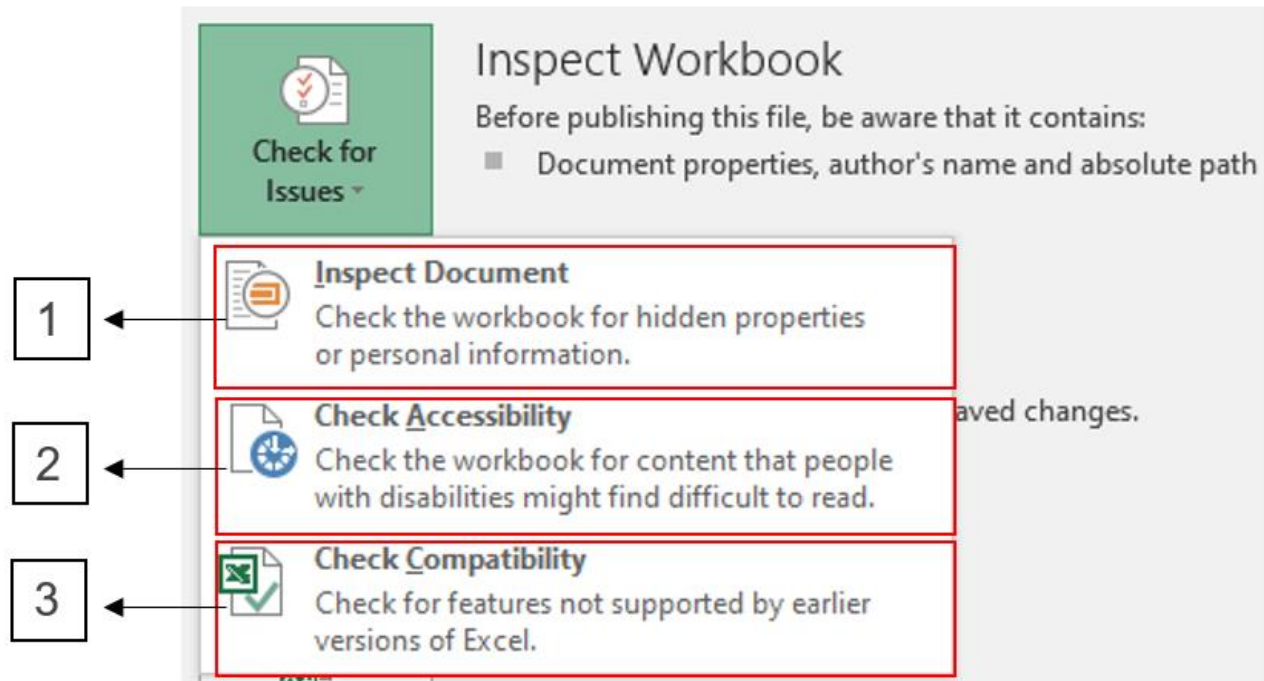 Inspect Workbook
Before publishing this file, be aware that it contains:
Document properties, author's name and absolute path
Check for
Issues
1
Inspect Document
Check the workbook for hidden properties
or personal information.
2
Check Accessibility
aved changes.
Check the workbook for content that people
with disabilities might find difficult to read.
3
Check Compatibility
Check for features not supported by earlier
versions of Excel.